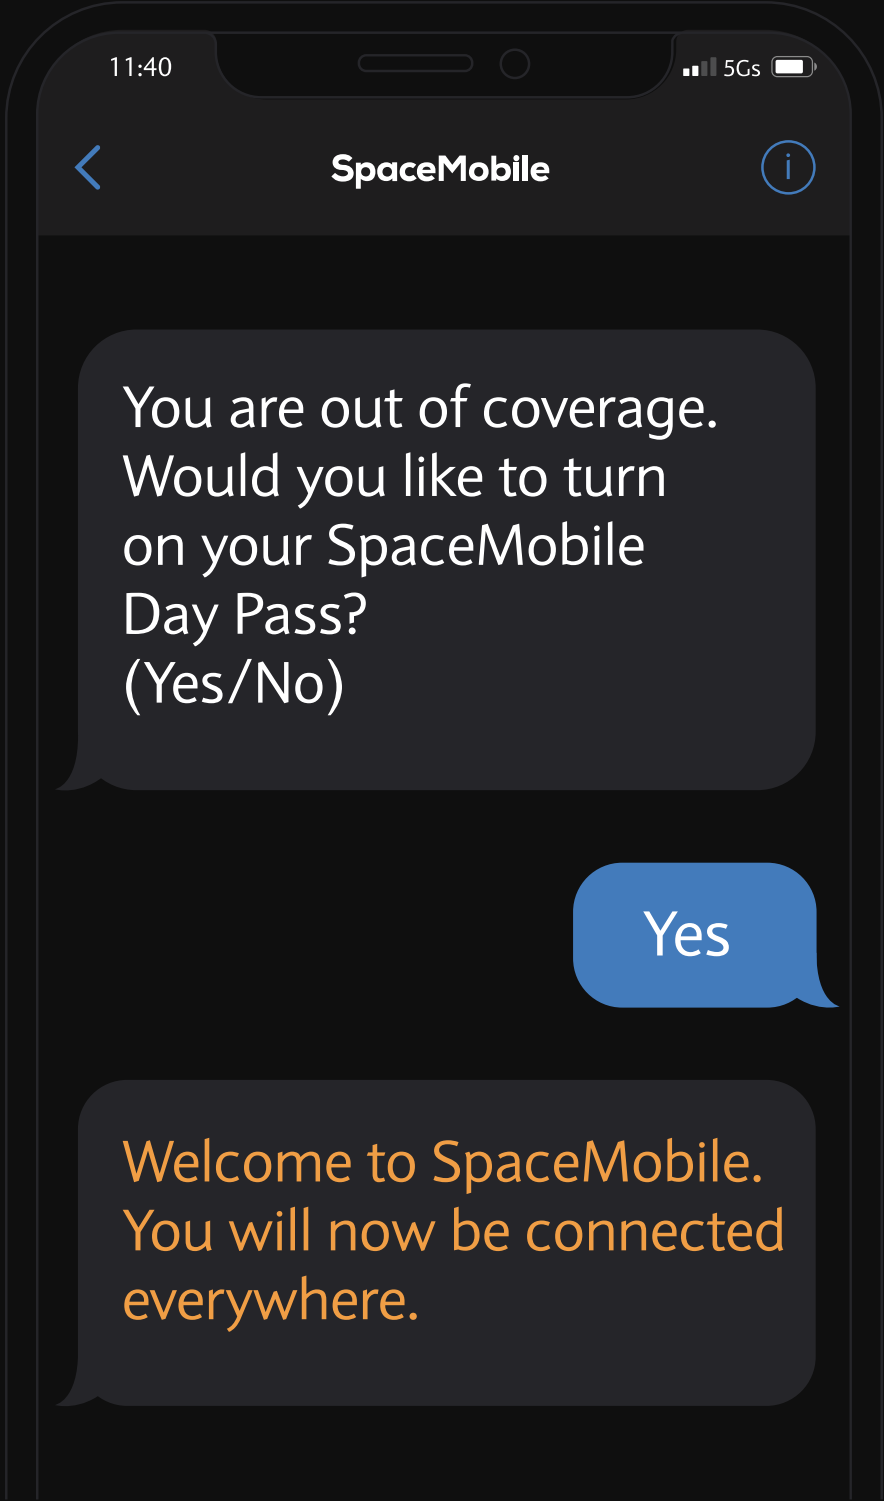 11:40
5Gs
SpaceMobile
i
You are out of coverage.
Would you like to turn
on your SpaceMobile
Day Pass?
(Yes/No)
Yes
Welcome to SpaceMobile.
You will now be connected
everywhere.